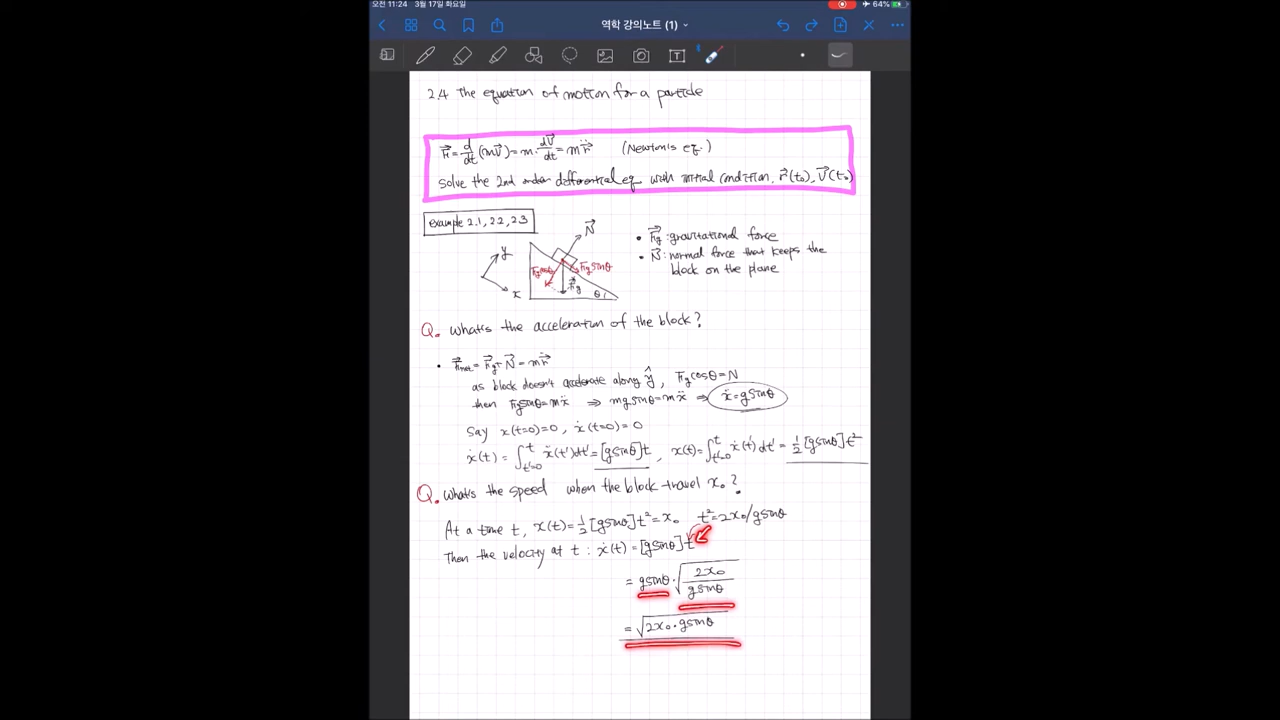 오전 11:24 3월 17일 화요일 64%
역학 강의노트 (1)
2.4 The equation of motion for a particle
F⃗ = d/dt (mv⃗) = m · dv⃗/dt = m r̈⃗ (Newton's eq.)
Solve the 2nd order differential eq with initial condition, r⃗(t₀), v⃗(t₀)
Example 2.1, 2.2, 2.3
N⃗
y
x
Fg cosθ
Fg sinθ
F⃗g
θ
• F⃗g : gravitational force
• N⃗ : normal force that keeps the
block on the plane
Q. What's the acceleration of the block?
• F⃗net = F⃗g + N⃗ = m r̈⃗
as block doesn't accelerate along ŷ, Fg cosθ = N
then Fg sinθ = mẍ ⇒ mg sinθ = mẍ ⇒ ẍ = g sinθ
Say x(t=0)=0, ẋ(t=0)=0
ẋ(t) = ∫_{t'=0}^{t} ẍ(t')dt' = [g sinθ]t, x(t) = ∫_{t'=0}^{t} ẋ(t')dt' = ½ [g sinθ] t²
Q. What's the speed when the block travel x₀?
At a time t, x(t) = ½ [g sinθ] t² = x₀ t² = 2x₀/g sinθ
Then the velocity at t : ẋ(t) = [g sinθ] t
= g sinθ · √(2x₀ / g sinθ)
= √(2x₀ · g sinθ)